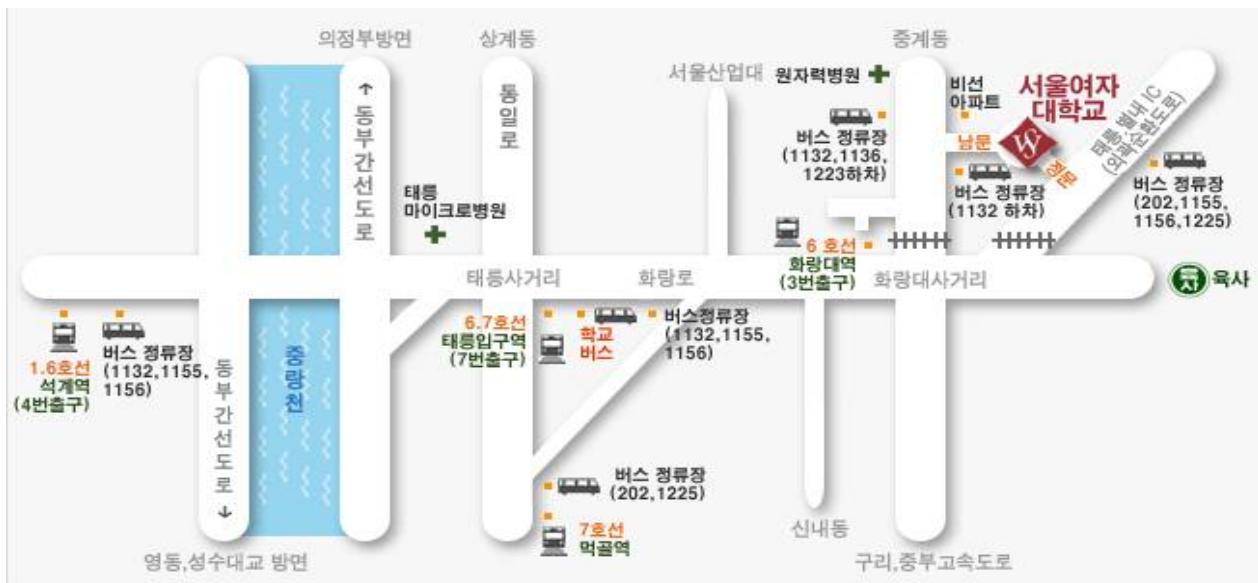 의정부방면
상계동
중계동
서울산업대
원자력병원
비선
아파트
서울여자
대학교
남문
정문
태릉,별내 IC
(외곽순환도로)
버스 정류장
(1132,1136,
1223하차)
버스 정류장
(1132 하차)
버스 정류장
(202,1155,
1156,1225)
동부간선도로
통일로
태릉
마이크로병원
6 호선
화랑대역
(3번출구)
태릉사거리
화랑로
화랑대사거리
육사
육사
1.6호선
석계역
(4번출구)
버스 정류장
(1132,1155,
1156)
동부간선도로
중랑천
6.7호선
태릉입구역
(7번출구)
학교
버스
버스정류장
(1132,1155,
1156)
버스 정류장
(202,1225)
7호선
먹골역
신내동
영동,성수대교 방면
구리,중부고속도로